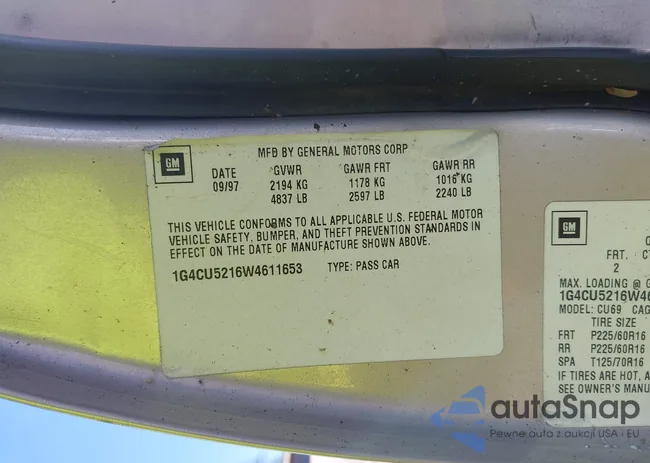 GM
MFD BY GENERAL MOTORS CORP
DATE GVWR GAWR FRT GAWR RR
09/97 2194 KG 1178 KG 1016 KG
4837 LB 2597 LB 2240 LB
THIS VEHICLE CONFORMS TO ALL APPLICABLE U.S. FEDERAL MOTOR
VEHICLE SAFETY, BUMPER, AND THEFT PREVENTION STANDARDS IN
EFFECT ON THE DATE OF MANUFACTURE SHOWN ABOVE.
1G4CU5216W4611653 TYPE: PASS CAR
GM
FRT.
2
MAX. LOADING @
1G4CU5216W46
MODEL: CU69
TIRE SIZE
FRT P225/60R16
RR P225/60R16
SPA T125/70R16
IF TIRES ARE HOT,
SEE OWNER'S
autaSnap
Pewne auta z aukcji USA i EU